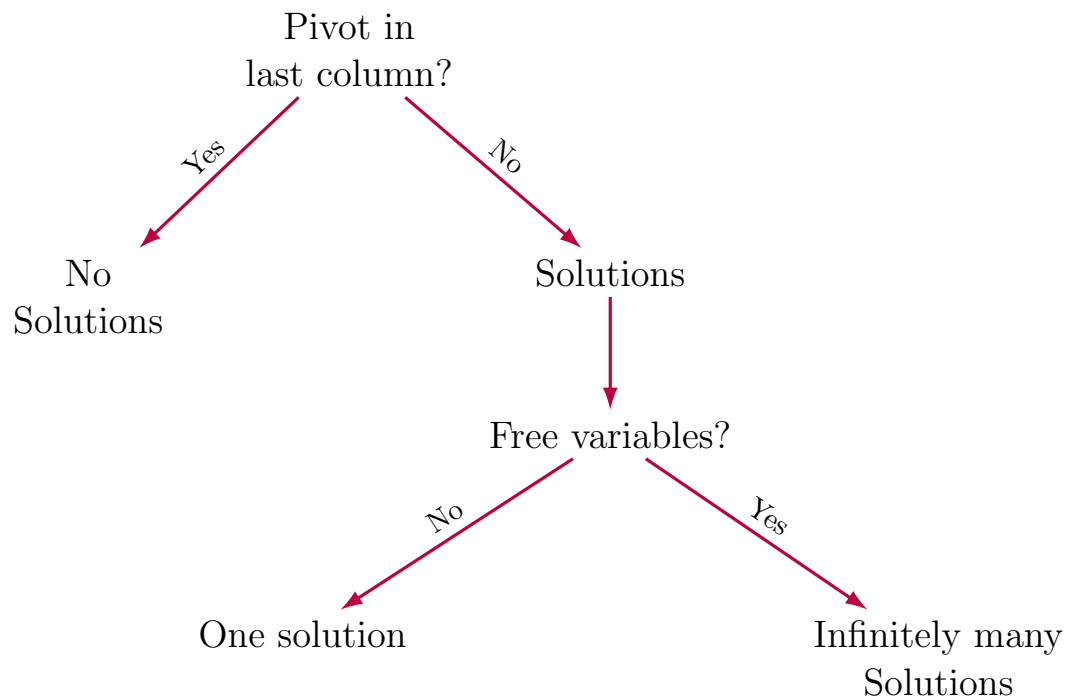 Pivot in
last column?
Yes
No
No
Solutions
Solutions
Free variables?
No
Yes
One solution
Infinitely many
Solutions